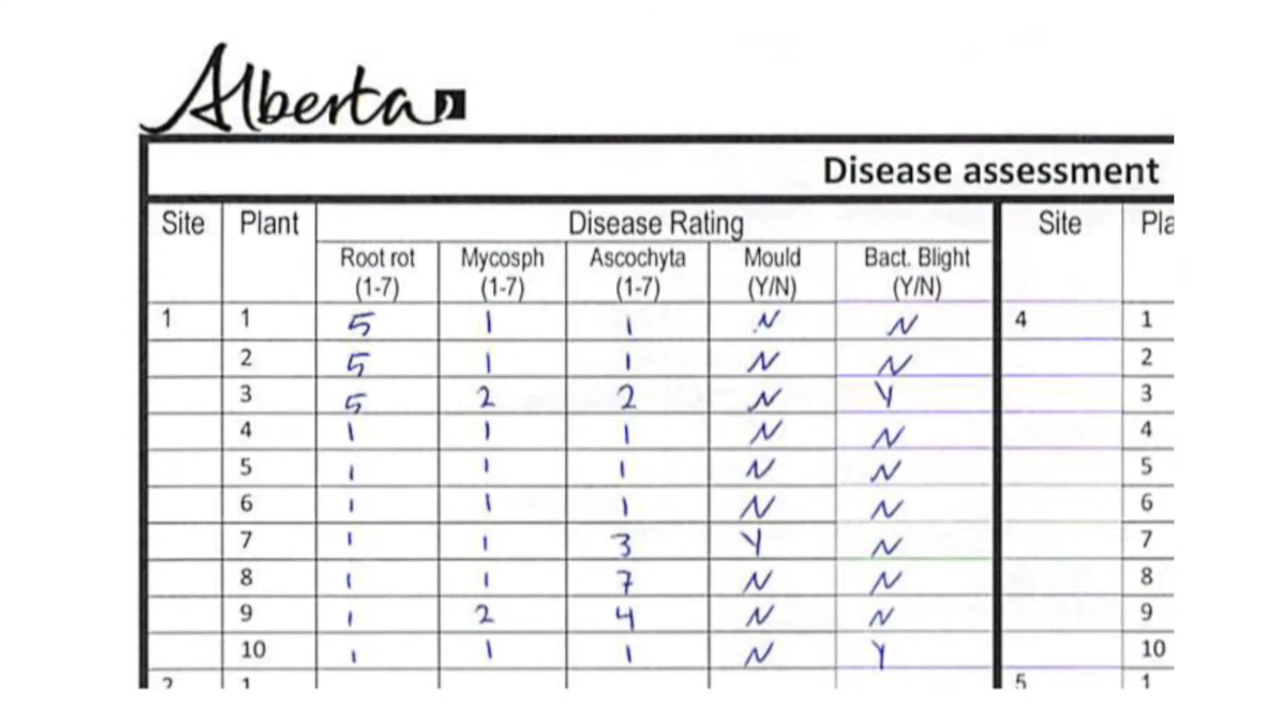 Alberta
Disease assessment
Site Plant Disease Rating Site Pla
Root rot Mycosph Ascochyta Mould Bact. Blight
(1-7) (1-7) (1-7) (Y/N) (Y/N)
1 1 5 1 1 N N 4 1
2 5 1 1 N N 2
3 5 2 2 N Y 3
4 1 1 1 N N 4
5 1 1 1 N N 5
6 1 1 1 N N 6
7 1 1 3 Y N 7
8 1 1 7 N N 8
9 1 2 4 N N 9
10 1 1 1 N Y 10
2 1 5 1